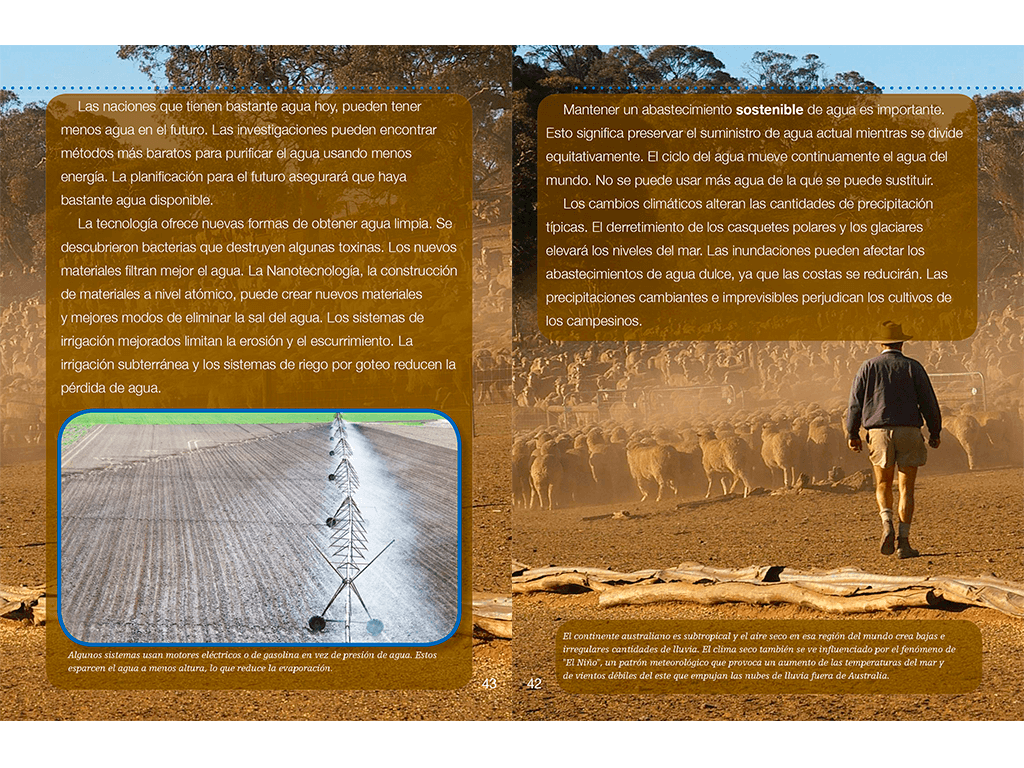 Las naciones que tienen bastante agua hoy, pueden tener
menos agua en el futuro. Las investigaciones pueden encontrar
métodos más baratos para purificar el agua usando menos
energía. La planificación para el futuro asegurará que haya
bastante agua disponible.
La tecnología ofrece nuevas formas de obtener agua limpia. Se
descubrieron bacterias que destruyen algunas toxinas. Los nuevos
materiales filtran mejor el agua. La Nanotecnología, la construcción
de materiales a nivel atómico, puede crear nuevos materiales
y mejores modos de eliminar la sal del agua. Los sistemas de
irrigación mejorados limitan la erosión y el escurrimiento. La
irrigación subterránea y los sistemas de riego por goteo reducen la
pérdida de agua.
Algunos sistemas usan motores eléctricos o de gasolina en vez de presión de agua. Estos
esparcen el agua a menos altura, lo que reduce la evaporación.
43
Mantener un abastecimiento sostenible de agua es importante.
Esto significa preservar el suministro de agua actual mientras se divide
equitativamente. El ciclo del agua mueve continuamente el agua del
mundo. No se puede usar más agua de la que se puede sustituir.
Los cambios climáticos alteran las cantidades de precipitación
típicas. El derretimiento de los casquetes polares y los glaciares
elevará los niveles del mar. Las inundaciones pueden afectar los
abastecimientos de agua dulce, ya que las costas se reducirán. Las
precipitaciones cambiantes e imprevisibles perjudican los cultivos de
los campesinos.
El continente australiano es subtropical y el aire seco en esa región del mundo crea bajas e
irregulares cantidades de lluvia. El clima seco también se ve influenciado por el fenómeno de
"El Niño", un patrón meteorológico que provoca un aumento de las temperaturas del mar y
de vientos débiles del este que empujan las nubes de lluvia fuera de Australia.
42